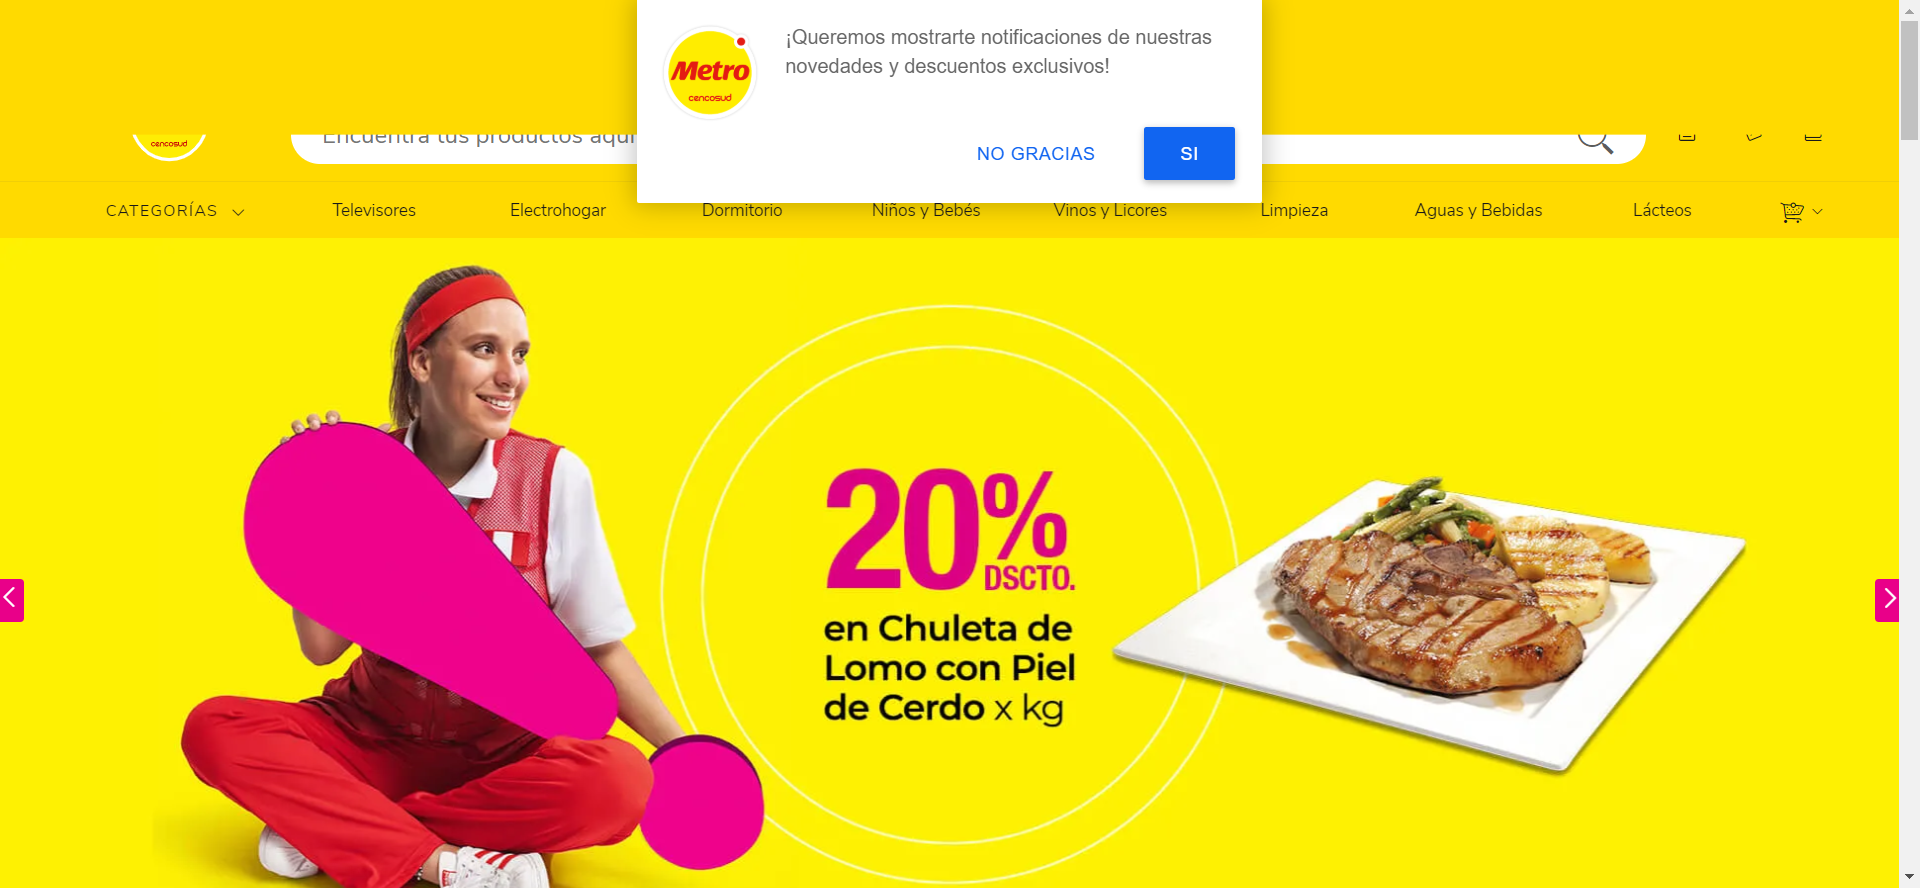 ¡Queremos mostrarte notificaciones de nuestras
novedades y descuentos exclusivos!
Metro
cencosud
NO GRACIAS
SI
cencosud
Encuentra tus productos aquí
CATEGORÍAS
Televisores
Electrohogar
Dormitorio
Niños y Bebés
Vinos y Licores
Limpieza
Aguas y Bebidas
Lácteos
20%
DSCTO.
en Chuleta de
Lomo con Piel
de Cerdo x kg